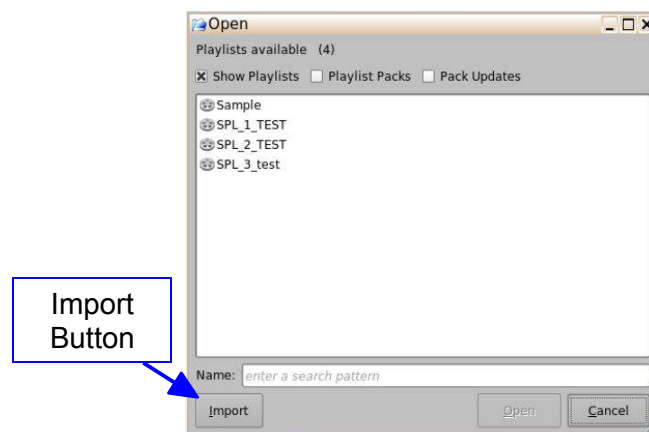 Open
Playlists available (4)
Show Playlists Playlist Packs Pack Updates
Sample
SPL_1_TEST
SPL_2_TEST
SPL_3_test
Import
Button
Name: enter a search pattern
Import Open Cancel